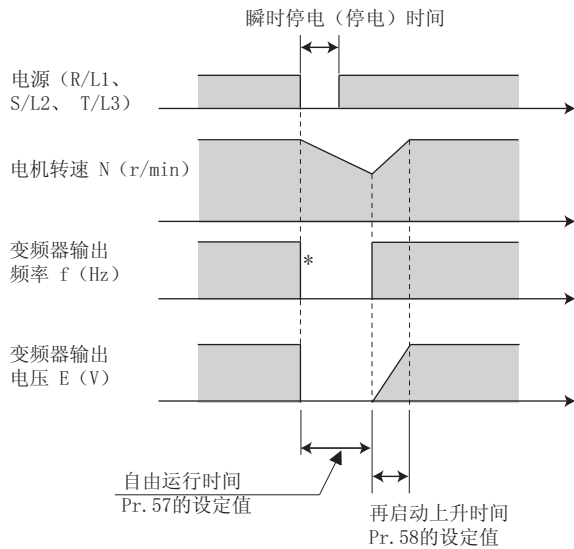 瞬时停电（停电）时间
电源（R/L1、
S/L2、 T/L3）
电机转速 N（r/min）
变频器输出
频率 f（Hz）
*
变频器输出
电压 E（V）
自由运行时间
Pr.57的设定值
再启动上升时间
Pr.58的设定值